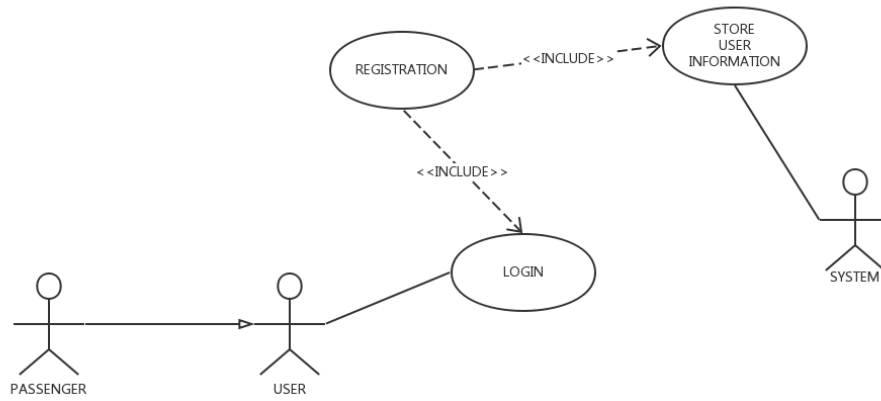 STORE
USER
INFORMATION
REGISTRATION
<<INCLUDE>>
<<INCLUDE>>
LOGIN
SYSTEM
PASSENGER
USER